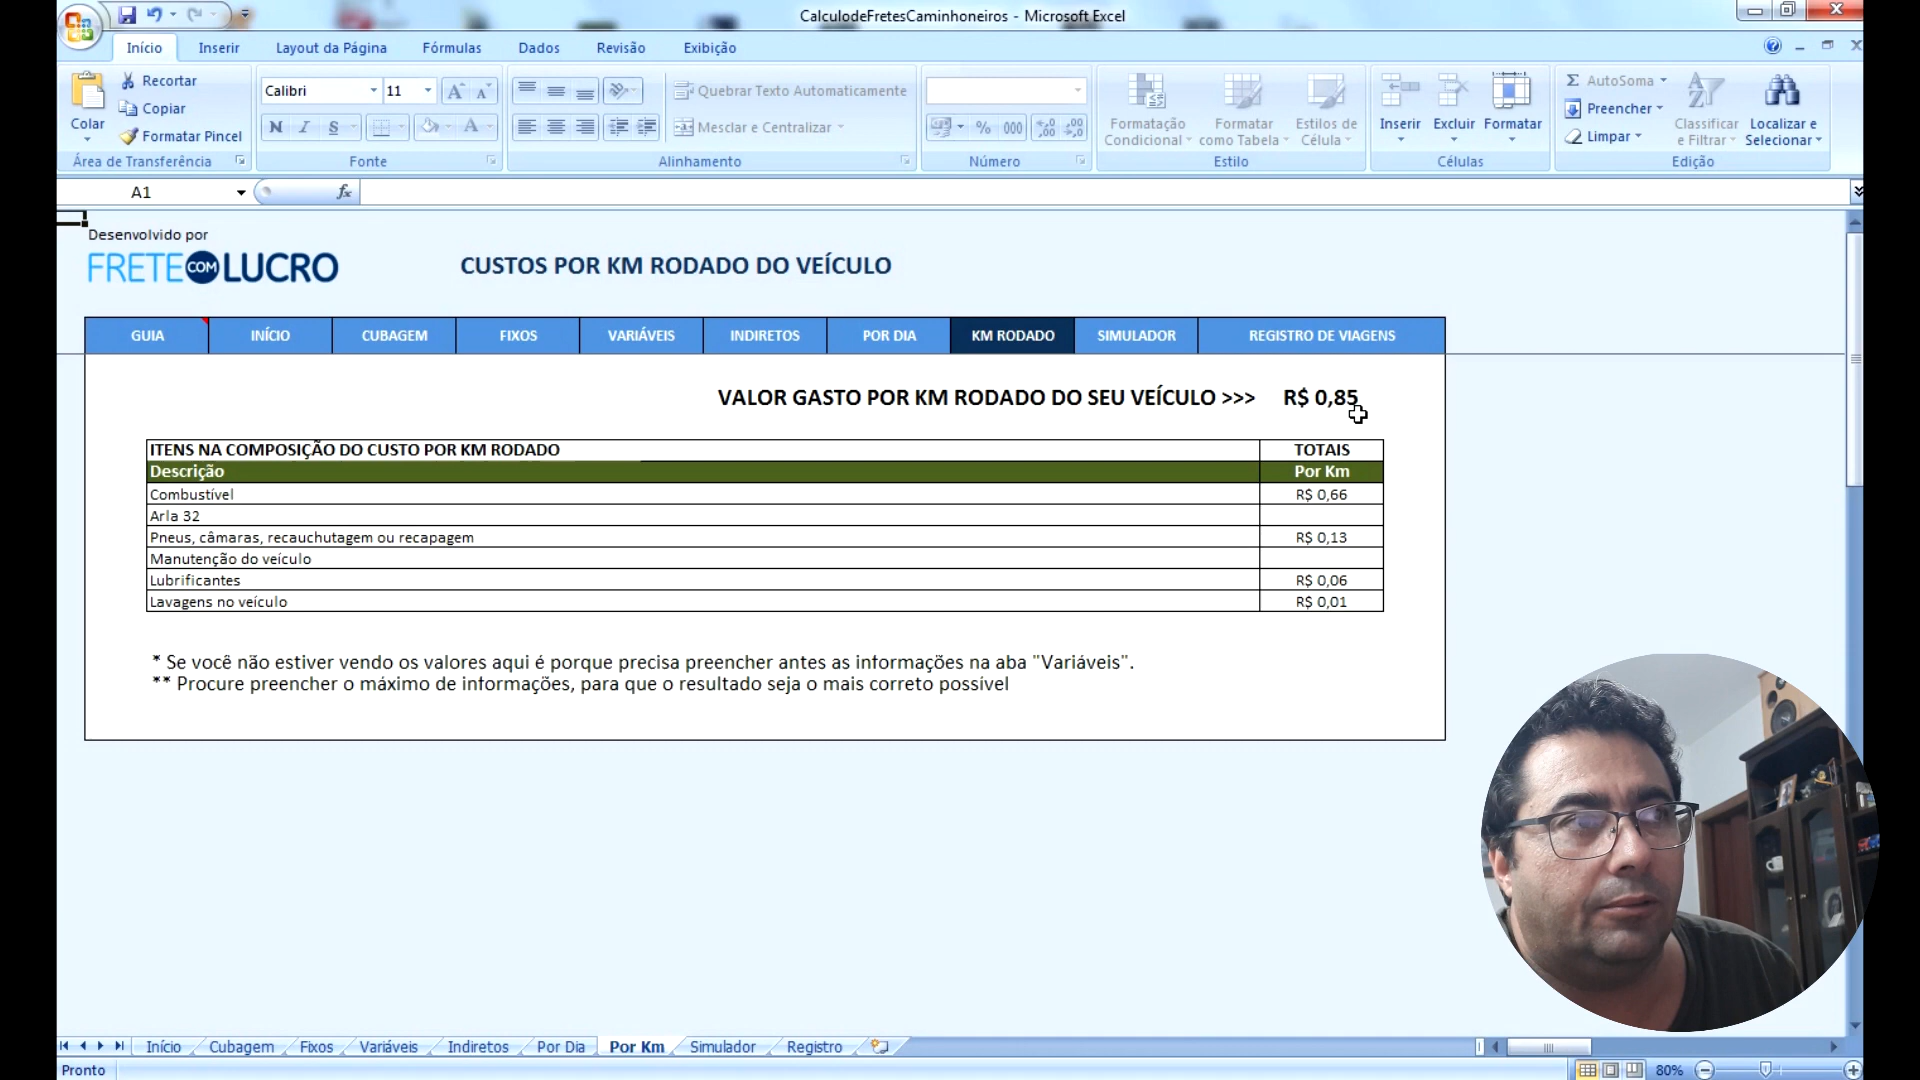 CalculodeFretesCaminhoneiros - Microsoft Excel
Início Inserir Layout da Página Fórmulas Dados Revisão Exibição
Colar
Recortar
Copiar
Formatar Pincel
Área de Transferência
Calibri 11
N I S
Fonte
Quebrar Texto Automaticamente
Mesclar e Centralizar
Alinhamento
% 000
Número
Formatação Condicional
Formatar como Tabela
Estilos de Célula
Estilo
Inserir Excluir Formatar
Células
Σ AutoSoma
Preencher
Limpar
Classificar e Filtrar
Localizar e Selecionar
Edição
A1 fx
Desenvolvido por
FRETE COM LUCRO
CUSTOS POR KM RODADO DO VEÍCULO
GUIA INÍCIO CUBAGEM FIXOS VARIÁVEIS INDIRETOS POR DIA KM RODADO SIMULADOR REGISTRO DE VIAGENS
VALOR GASTO POR KM RODADO DO SEU VEÍCULO >>> R$ 0,85
ITENS NA COMPOSIÇÃO DO CUSTO POR KM RODADO TOTAIS
Descrição Por Km
Combustível R$ 0,66
Arla 32
Pneus, câmaras, recauchutagem ou recapagem R$ 0,13
Manutenção do veículo
Lubrificantes R$ 0,06
Lavagens no veículo R$ 0,01
* Se você não estiver vendo os valores aqui é porque precisa preencher antes as informações na aba "Variáveis".
** Procure preencher o máximo de informações, para que o resultado seja o mais correto possível
Início Cubagem Fixos Variáveis Indiretos Por Dia Por Km Simulador Registro
Pronto 80%